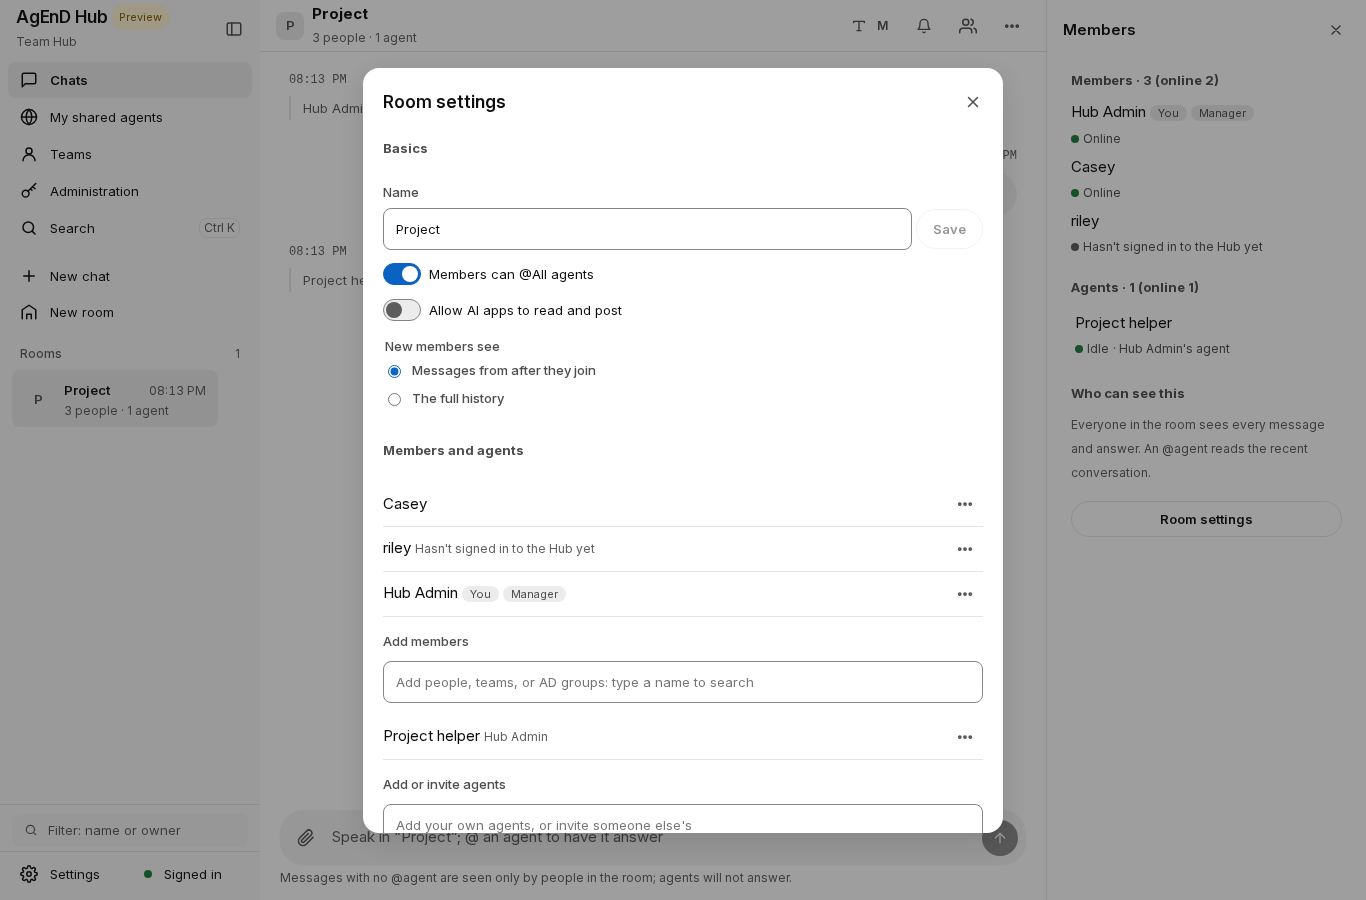 AgEnD Hub Preview
Team Hub
Chats
My shared agents
Teams
Administration
Search Ctrl K
New chat
New room
Rooms 1
P Project 08:13 PM
3 people · 1 agent
Filter: name or owner
Settings Signed in
P Project
3 people · 1 agent
M
08:13 PM
Hub Admi
PM
08:13 PM
Project he
Speak in "Project"; @ an agent to have it answer
Messages with no @agent are seen only by people in the room; agents will not answer.
Room settings
Basics
Name
Project
Save
Members can @All agents
Allow AI apps to read and post
New members see
Messages from after they join
The full history
Members and agents
Casey
riley Hasn't signed in to the Hub yet
Hub Admin You Manager
Add members
Add people, teams, or AD groups: type a name to search
Project helper Hub Admin
Add or invite agents
Add your own agents, or invite someone else's
Members
Members · 3 (online 2)
Hub Admin You Manager
Online
Casey
Online
riley
Hasn't signed in to the Hub yet
Agents · 1 (online 1)
Project helper
Idle · Hub Admin's agent
Who can see this
Everyone in the room sees every message
and answer. An @agent reads the recent
conversation.
Room settings